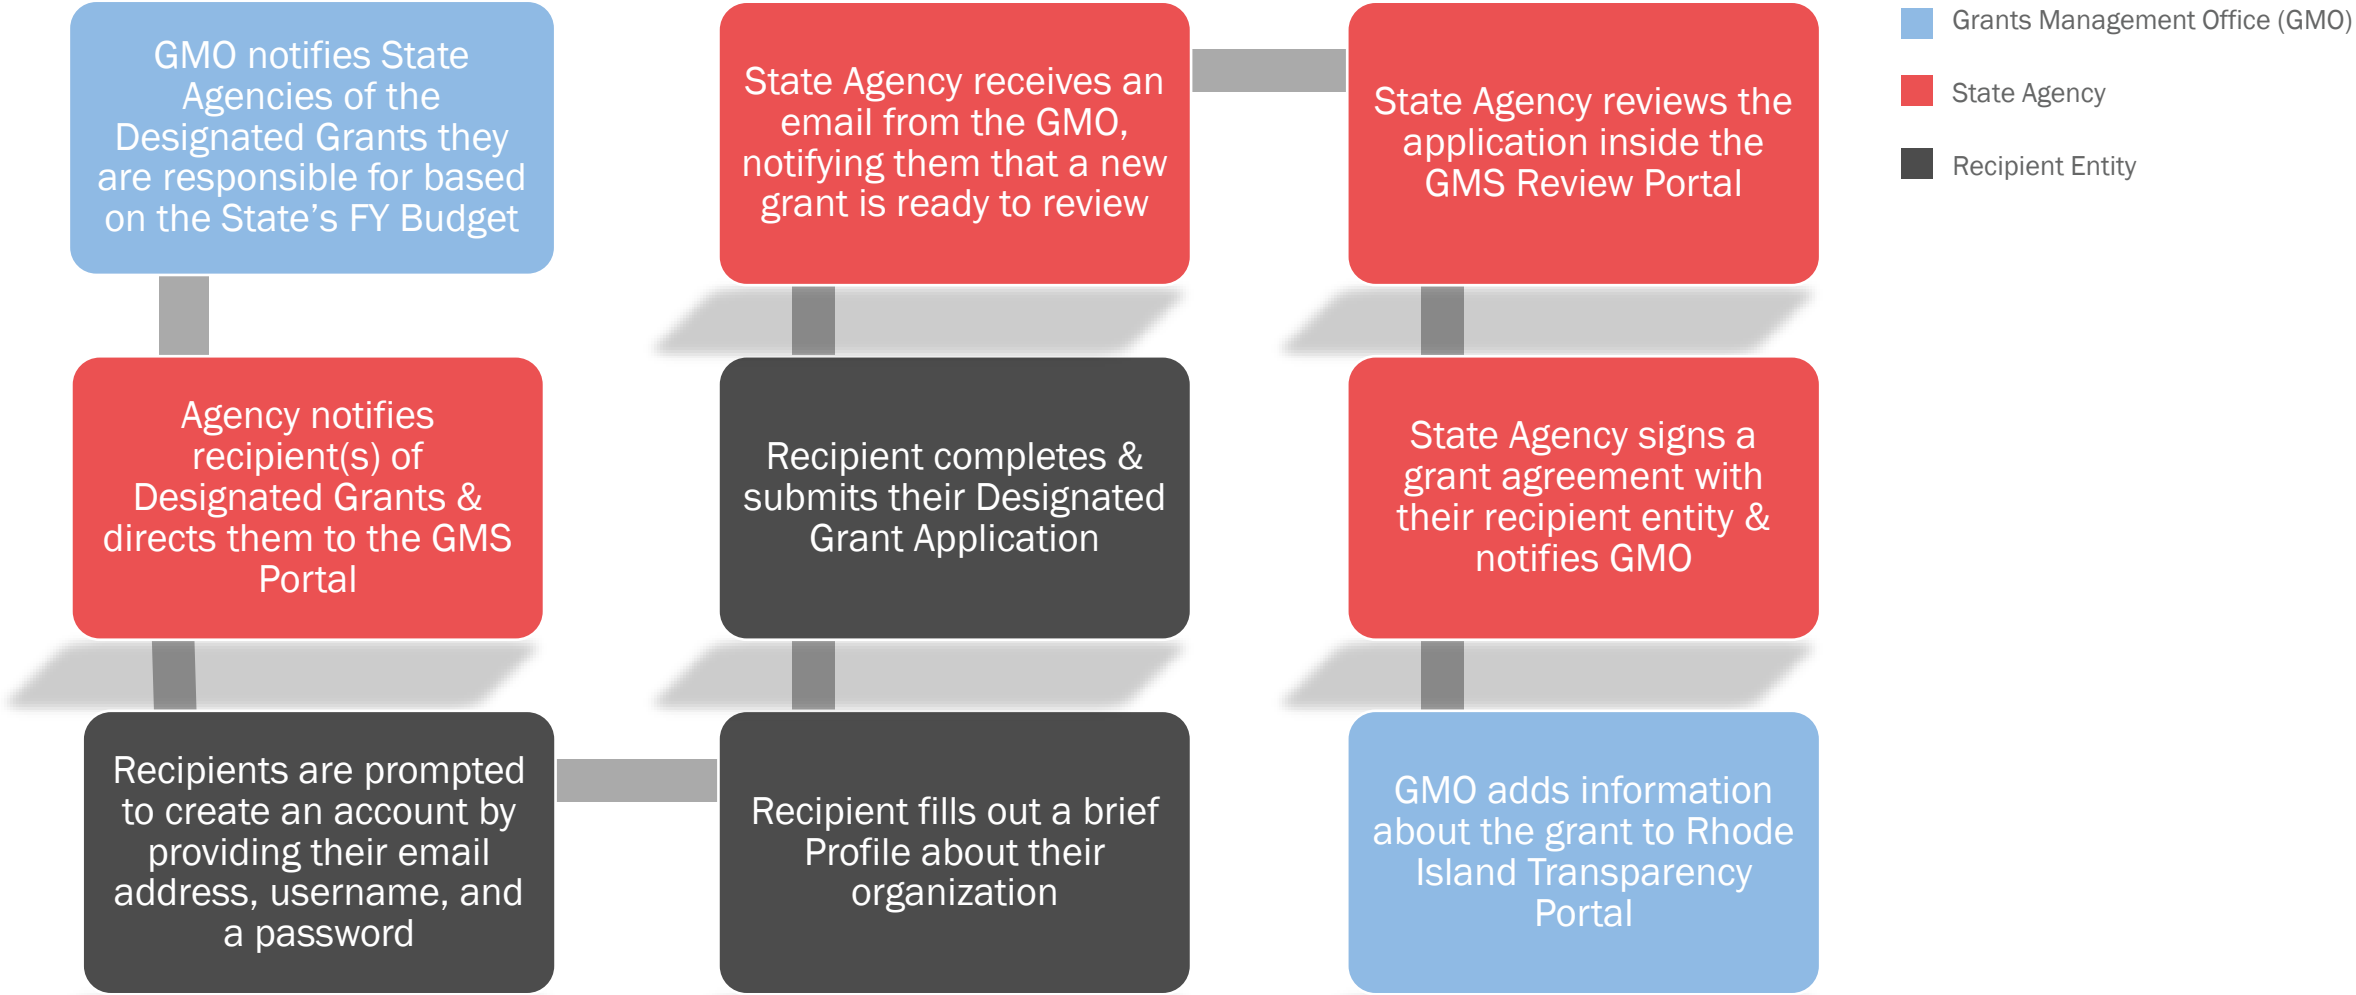 GMO notifies State
Agencies of the
Designated Grants they
are responsible for based
on the State’s FY Budget
Agency notifies
recipient(s) of
Designated Grants &
directs them to the GMS
Portal
Recipients are prompted
to create an account by
providing their email
address, username, and
a password
Recipient fills out a brief
Profile about their
organization
Recipient completes &
submits their Designated
Grant Application
State Agency receives an
email from the GMO,
notifying them that a new
grant is ready to review
State Agency reviews the
application inside the
GMS Review Portal
State Agency signs a
grant agreement with
their recipient entity &
notifies GMO
GMO adds information
about the grant to Rhode
Island Transparency
Portal
Grants Management Office (GMO)
State Agency
Recipient Entity